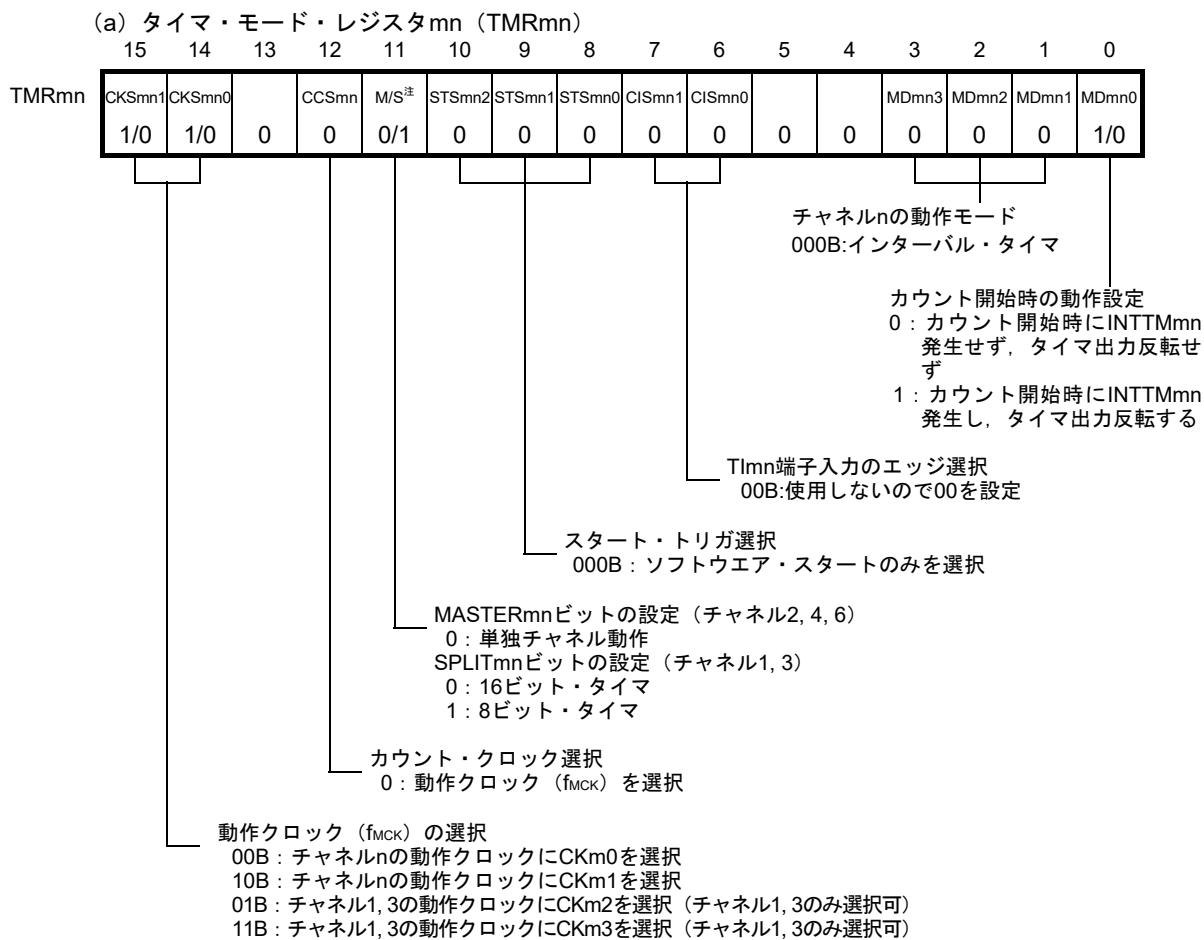 (a) タイマ・モード・レジスタmn（TMRmn）
15 14 13 12 11 10 9 8 7 6 5 4 3 2 1 0
TMRmn CKSmn1 CKSmn0 CCSmn M/S注 STSmn2 STSmn1 STSmn0 CISmn1 CISmn0 MDmn3 MDmn2 MDmn1 MDmn0
1/0 1/0 0 0 0/1 0 0 0 0 0 0 0 0 0 0 1/0
チャネルnの動作モード
000B:インターバル・タイマ
カウント開始時の動作設定
0：カウント開始時にINTTMmn
発生せず，タイマ出力反転せ
ず
1：カウント開始時にINTTMmn
発生し，タイマ出力反転する
TImn端子入力のエッジ選択
00B:使用しないので00を設定
スタート・トリガ選択
000B：ソフトウエア・スタートのみを選択
MASTERmnビットの設定（チャネル2, 4, 6）
0：単独チャネル動作
SPLITmnビットの設定（チャネル1, 3）
0：16ビット・タイマ
1：8ビット・タイマ
カウント・クロック選択
0：動作クロック（fMCK）を選択
動作クロック（fMCK）の選択
00B：チャネルnの動作クロックにCKm0を選択
10B：チャネルnの動作クロックにCKm1を選択
01B：チャネル1, 3の動作クロックにCKm2を選択（チャネル1, 3のみ選択可）
11B：チャネル1, 3の動作クロックにCKm3を選択（チャネル1, 3のみ選択可）